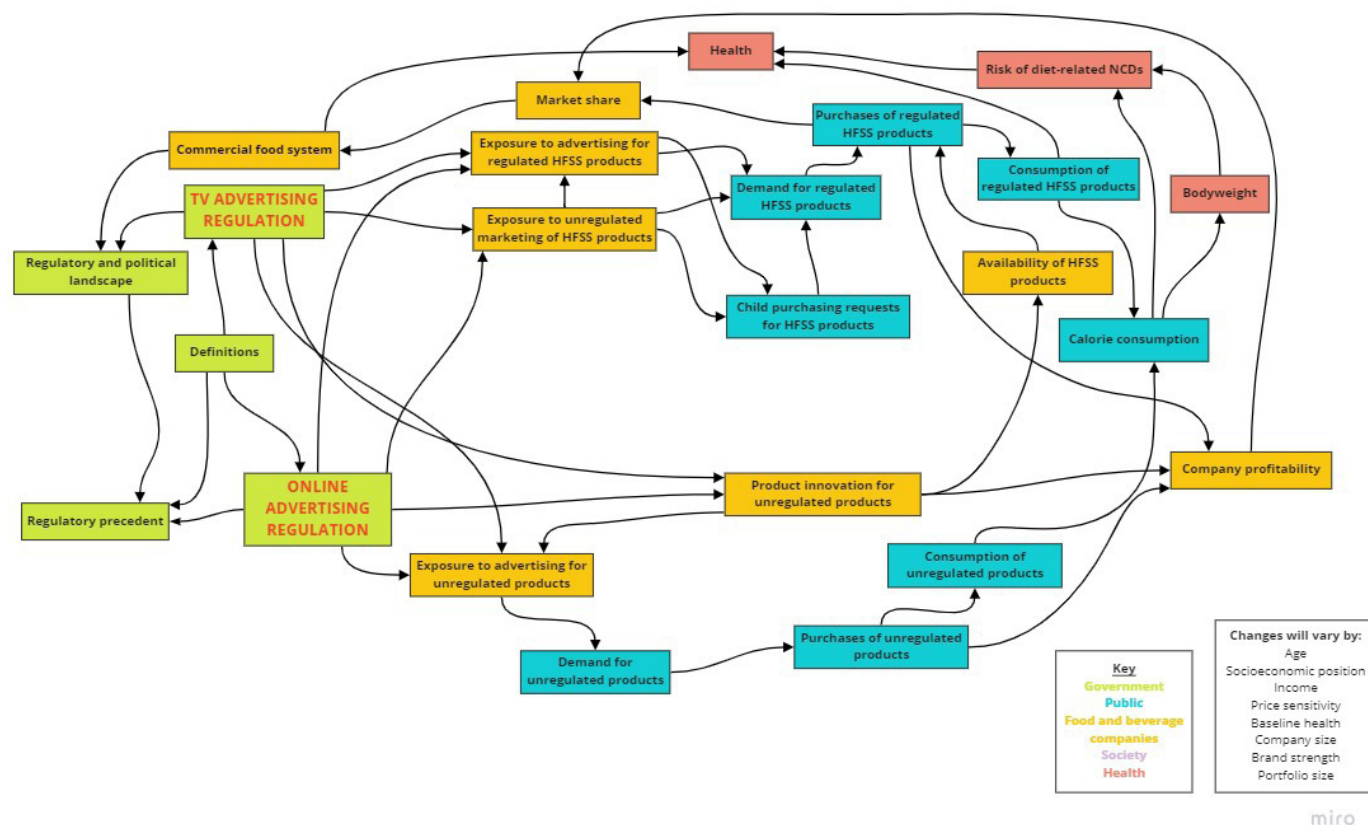 Health
Risk of diet-related NCDs
Market share
Purchases of regulated
HFSS products
Commercial food system
Exposure to advertising for
regulated HFSS products
Consumption
of regulated HFSS products
TV ADVERTISING
REGULATION
Demand for regulated
HFSS products
Bodyweight
Exposure to unregulated
marketing of HFSS products
Regulatory and political
landscape
Availability of HFSS
products
Child purchasing requests
for HFSS products
Definitions
Calorie consumption
Company profitability
ONLINE
ADVERTISING
REGULATION
Product innovation for
unregulated products
Regulatory precedent
Exposure to advertising for
unregulated products
Consumption of
unregulated products
Purchases of unregulated
products
Demand for
unregulated products
Key
Government
Public
Food and beverage
companies
Society
Health
Changes will vary by:
Age
Socioeconomic position
Income
Price sensitivity
Baseline health
Company size
Brand strength
Portfolio size
miro